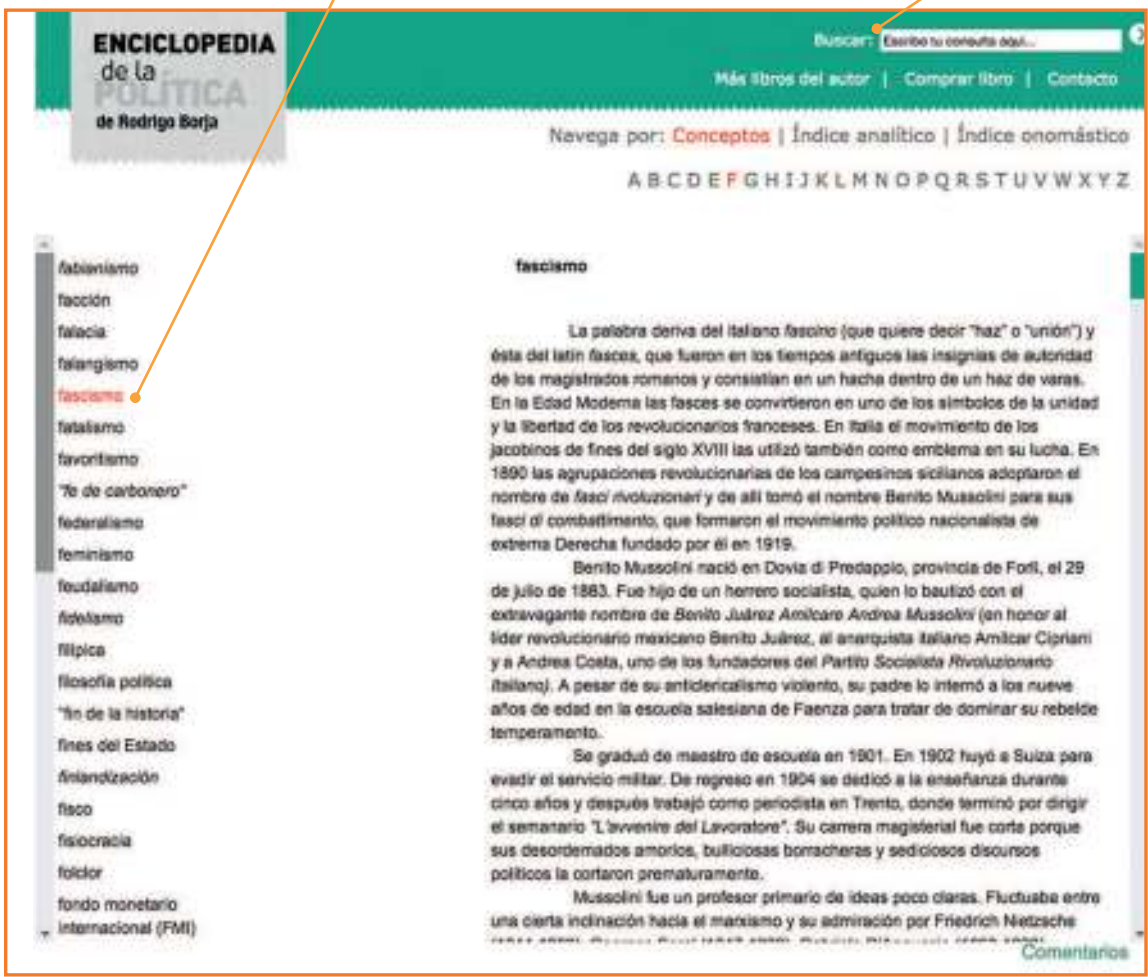 ENCICLOPEDIA
de la
POLÍTICA
de Rodrigo Borja
Buscar: Escribe tu consulta aquí...
Más libros del autor | Comprar libro | Contacto
Navega por: Conceptos | Índice analítico | Índice onomástico
A B C D E F G H I J K L M N O P Q R S T U V W X Y Z
fabianismo
facción
falacia
falangismo
fascismo
fatalismo
favoritismo
"fe de carbonero"
federalismo
feminismo
feudalismo
fidelismo
filípica
filosofía política
"fin de la historia"
fines del Estado
finlandización
fisco
fisiocracia
folclor
fondo monetario
internacional (FMI)
fascismo
La palabra deriva del italiano fascino (que quiere decir "haz" o "unión") y
ésta del latín fasces, que fueron en los tiempos antiguos las insignias de autoridad
de los magistrados romanos y consistían en un hacha dentro de un haz de varas.
En la Edad Moderna las fasces se convirtieron en uno de los símbolos de la unidad
y la libertad de los revolucionarios franceses. En Italia el movimiento de los
jacobinos de fines del siglo XVIII las utilizó también como emblema en su lucha. En
1890 las agrupaciones revolucionarias de los campesinos sicilianos adoptaron el
nombre de fasci rivoluzionari y de allí tomó el nombre Benito Mussolini para sus
fasci di combattimento, que formaron el movimiento político nacionalista de
extrema Derecha fundado por él en 1919.
Benito Mussolini nació en Dovia di Predappio, provincia de Forlì, el 29
de julio de 1883. Fue hijo de un herrero socialista, quien lo bautizó con el
extravagante nombre de Benito Juárez Amilcare Andrea Mussolini (en honor al
líder revolucionario mexicano Benito Juárez, al anarquista italiano Amilcar Cipriani
y a Andrea Costa, uno de los fundadores del Partito Socialista Rivoluzionario
Italiano). A pesar de su anticlericalismo violento, su padre lo internó a los nueve
años de edad en la escuela salesiana de Faenza para tratar de dominar su rebelde
temperamento.
Se graduó de maestro de escuela en 1901. En 1902 huyó a Suiza para
evadir el servicio militar. De regreso en 1904 se dedicó a la enseñanza durante
cinco años y después trabajó como periodista en Trento, donde terminó por dirigir
el semanario "L'avvenire del Lavoratore". Su carrera magisterial fue corta porque
sus desordenados amoríos, bulliciosas borracheras y sediciosos discursos
políticos la cortaron prematuramente.
Mussolini fue un profesor primario de ideas poco claras. Fluctuaba entre
una cierta inclinación hacia el marxismo y su admiración por Friedrich Nietzsche
Comentarios